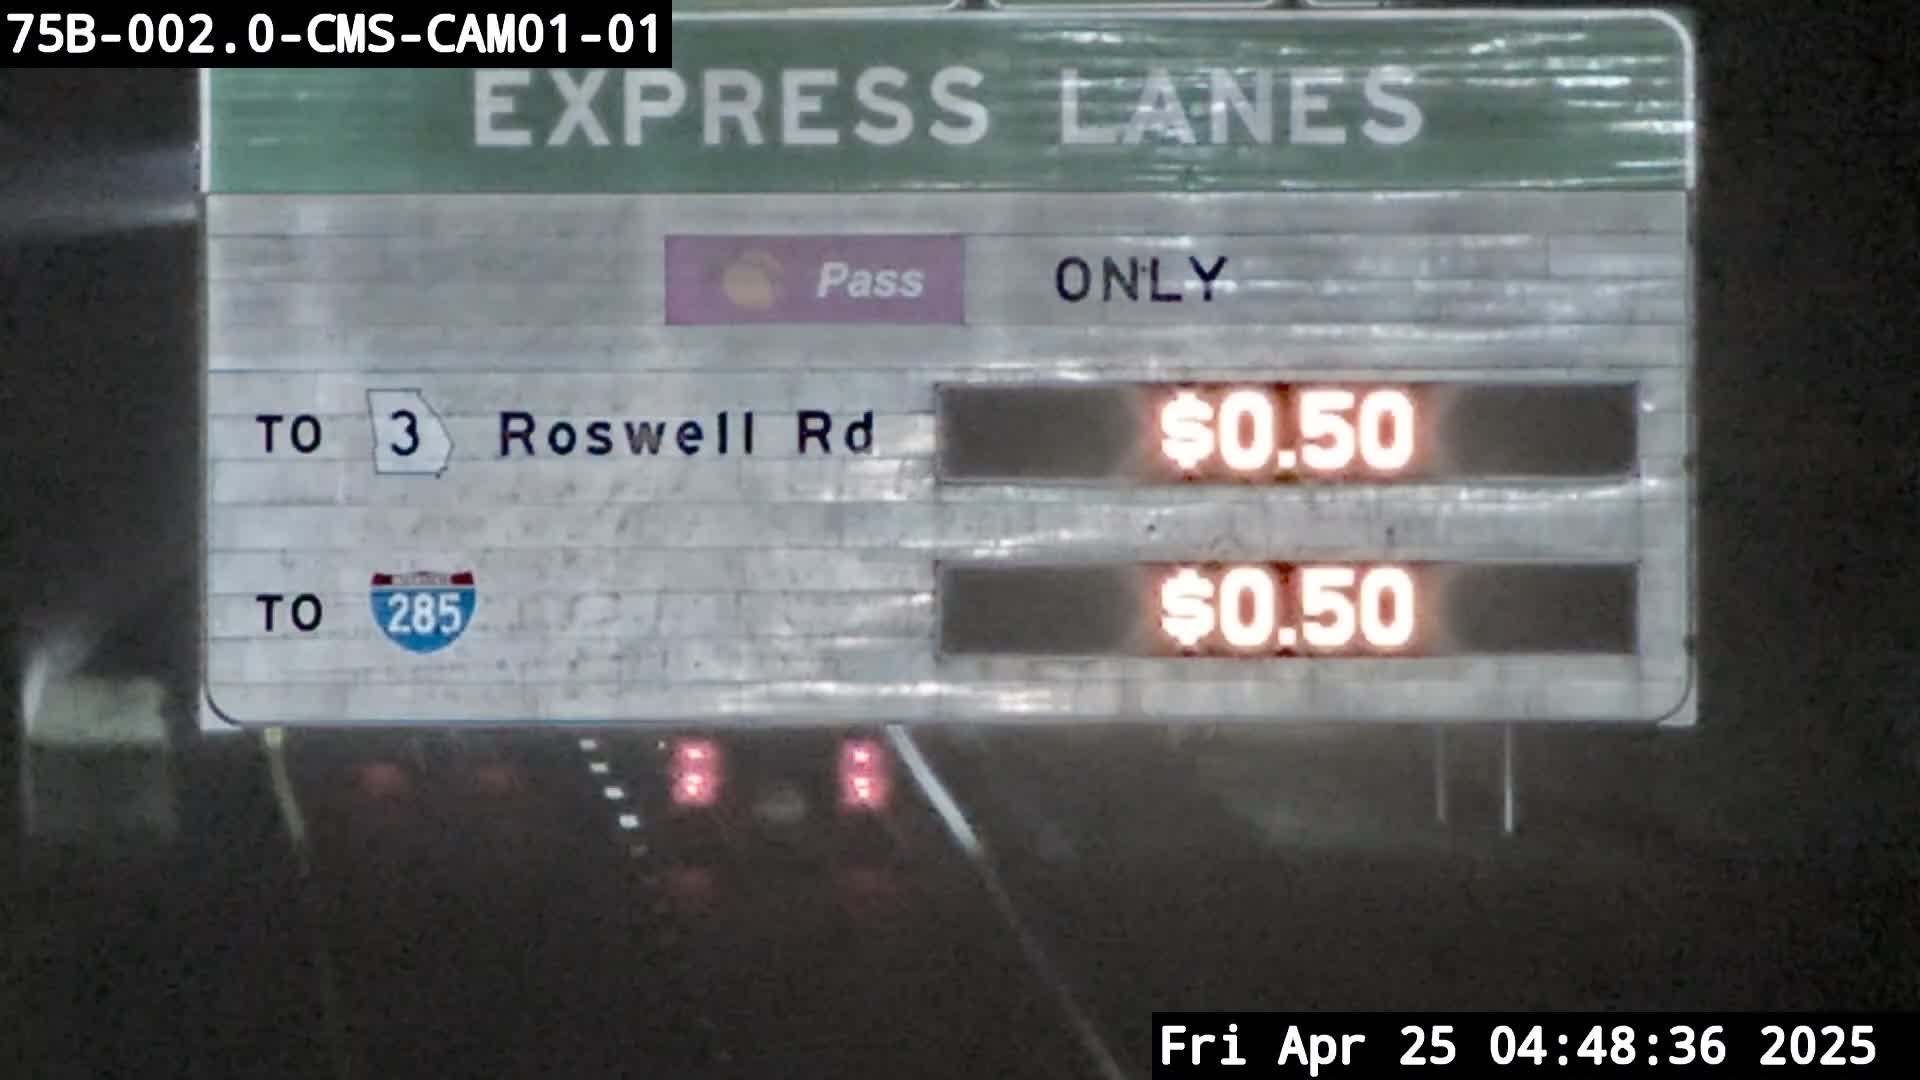 75B-002.0-CMS-CAM01-01
EXPRESS LANES
Pass ONLY
TO 3 Roswell Rd $0.50
TO 285 $0.50
Fri Apr 25 04:48:36 2025